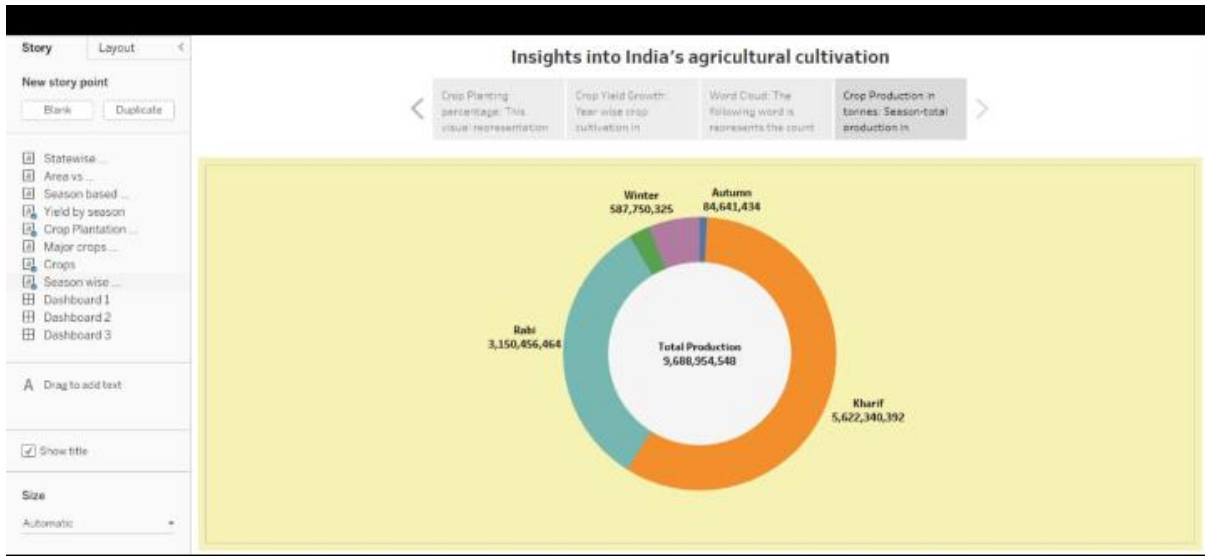 Story Layout
New story point
Blank Duplicate
Statewise ...
Area vs ...
Season based ...
Yield by season
Crop Plantation ...
Major crops ...
Crops
Season wise ...
Dashboard 1
Dashboard 2
Dashboard 3
A Drag to add text
Show title
Size
Automatic
Insights into India's agricultural cultivation
Crop Planting
percentage: This
visual representation
Crop Yield Growth:
Year wise crop
cultivation in
Word Cloud: The
following word is
represents the count
Crop Production in
tonnes: Season-total
production in
Winter
587,750,325
Autumn
84,641,434
Rabi
3,150,456,464
Total Production
9,688,954,548
Kharif
5,622,340,392